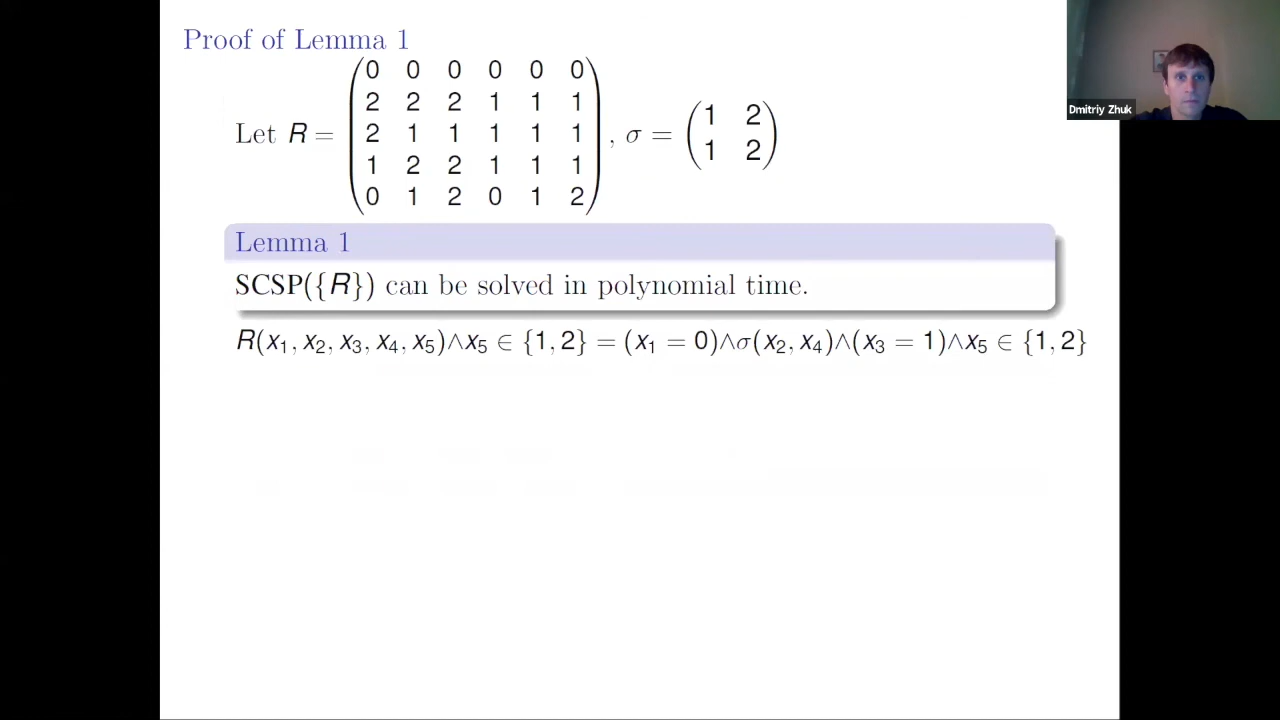 Proof of Lemma 1
Let R = ( 0 0 0 0 0 0
2 2 2 1 1 1
2 1 1 1 1 1
1 2 2 1 1 1
0 1 2 0 1 2 ) , σ = ( 1 2
1 2 )
Lemma 1
SCSP({R}) can be solved in polynomial time.
R(x₁, x₂, x₃, x₄, x₅)∧x₅ ∈ {1, 2} = (x₁ = 0)∧σ(x₂, x₄)∧(x₃ = 1)∧x₅ ∈ {1, 2}
Dmitriy Zhuk